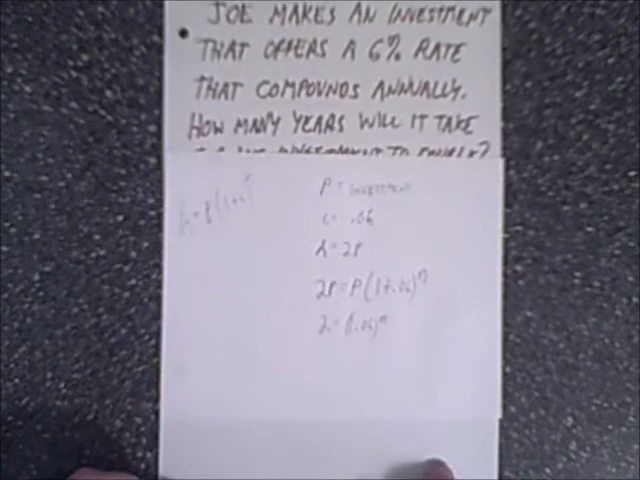 JOE MAKES AN INVESTMENT
THAT OFFERS A 6% RATE
THAT COMPOUNDS ANNUALLY.
HOW MANY YEARS WILL IT TAKE
P = INVESTMENT
i = .06
A = 2P
A = P(1+i)^n
2P = P(1+.06)^n
2 = (1.06)^n